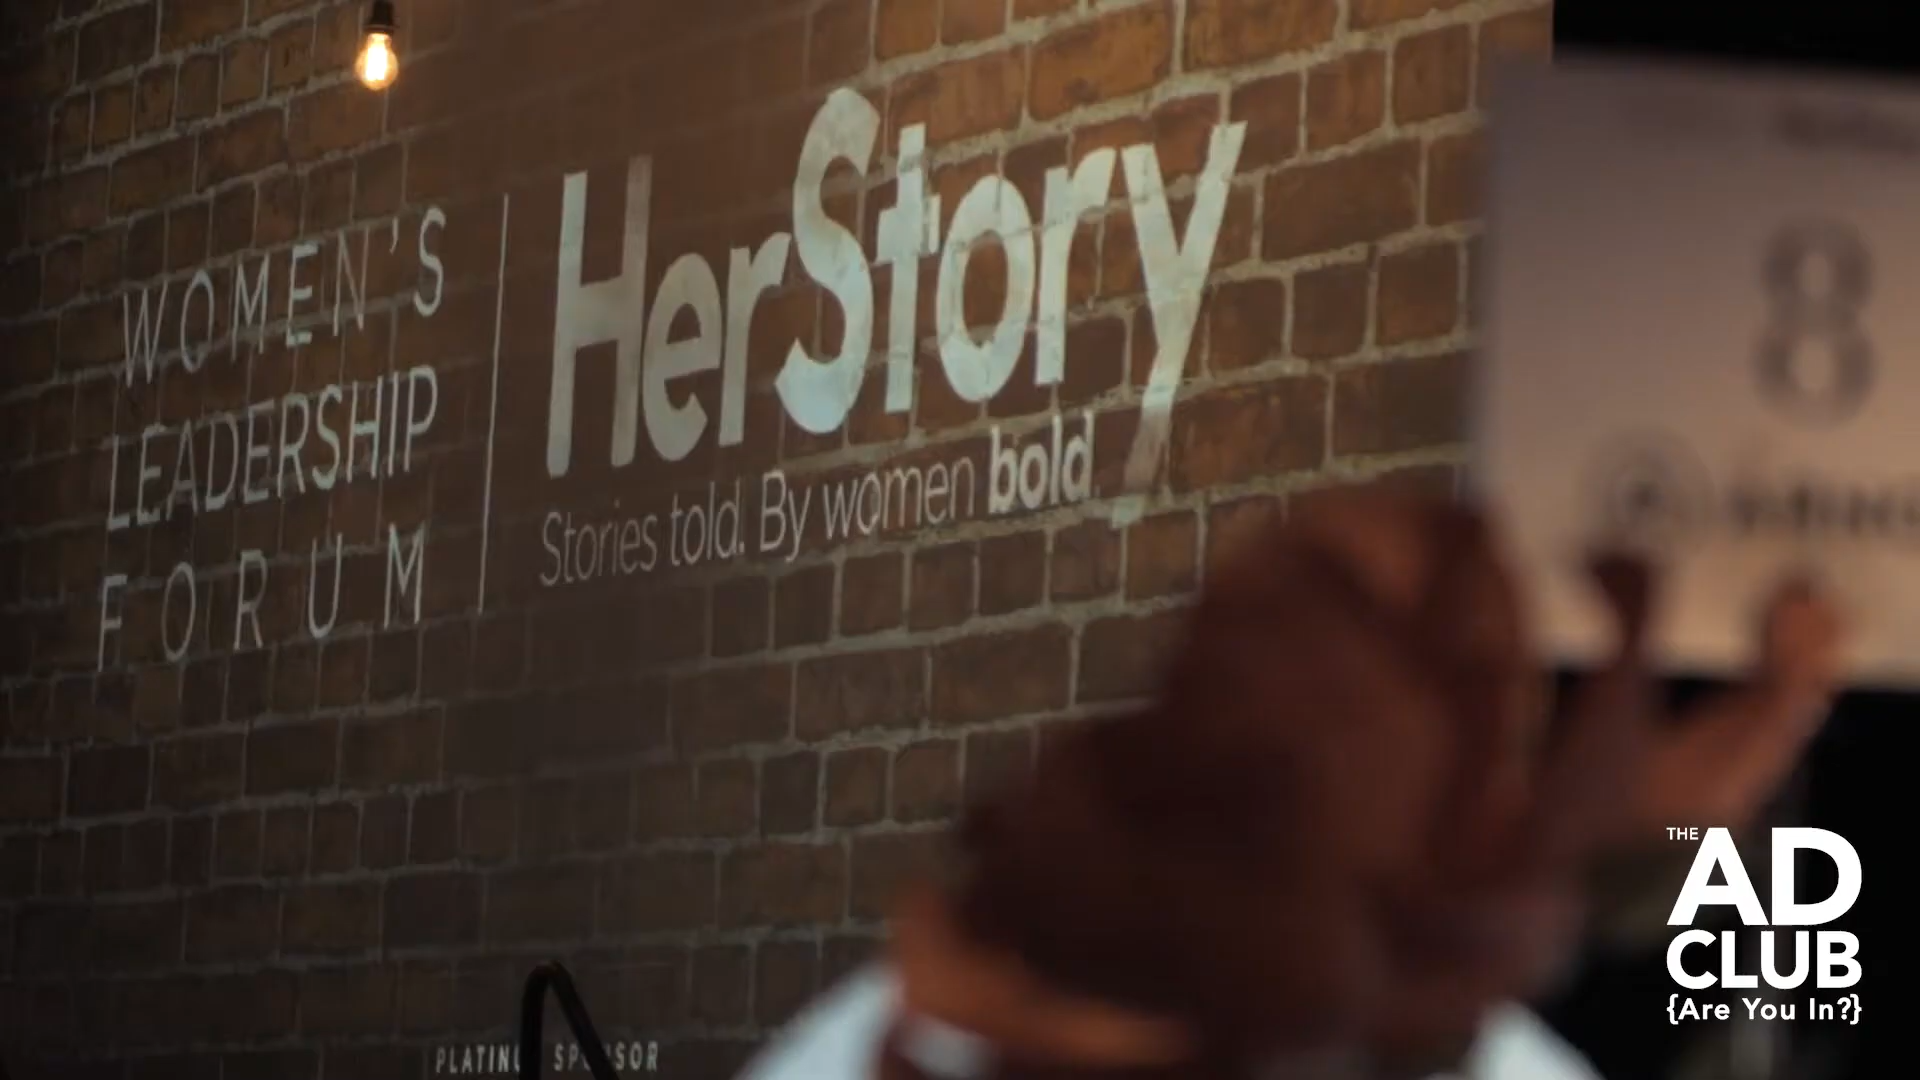 WOMEN'S
LEADERSHIP
FORUM
HerStory
Stories told. By women bold.
8
PLATINUM SPONSOR
THE
AD
CLUB
{Are You In?}